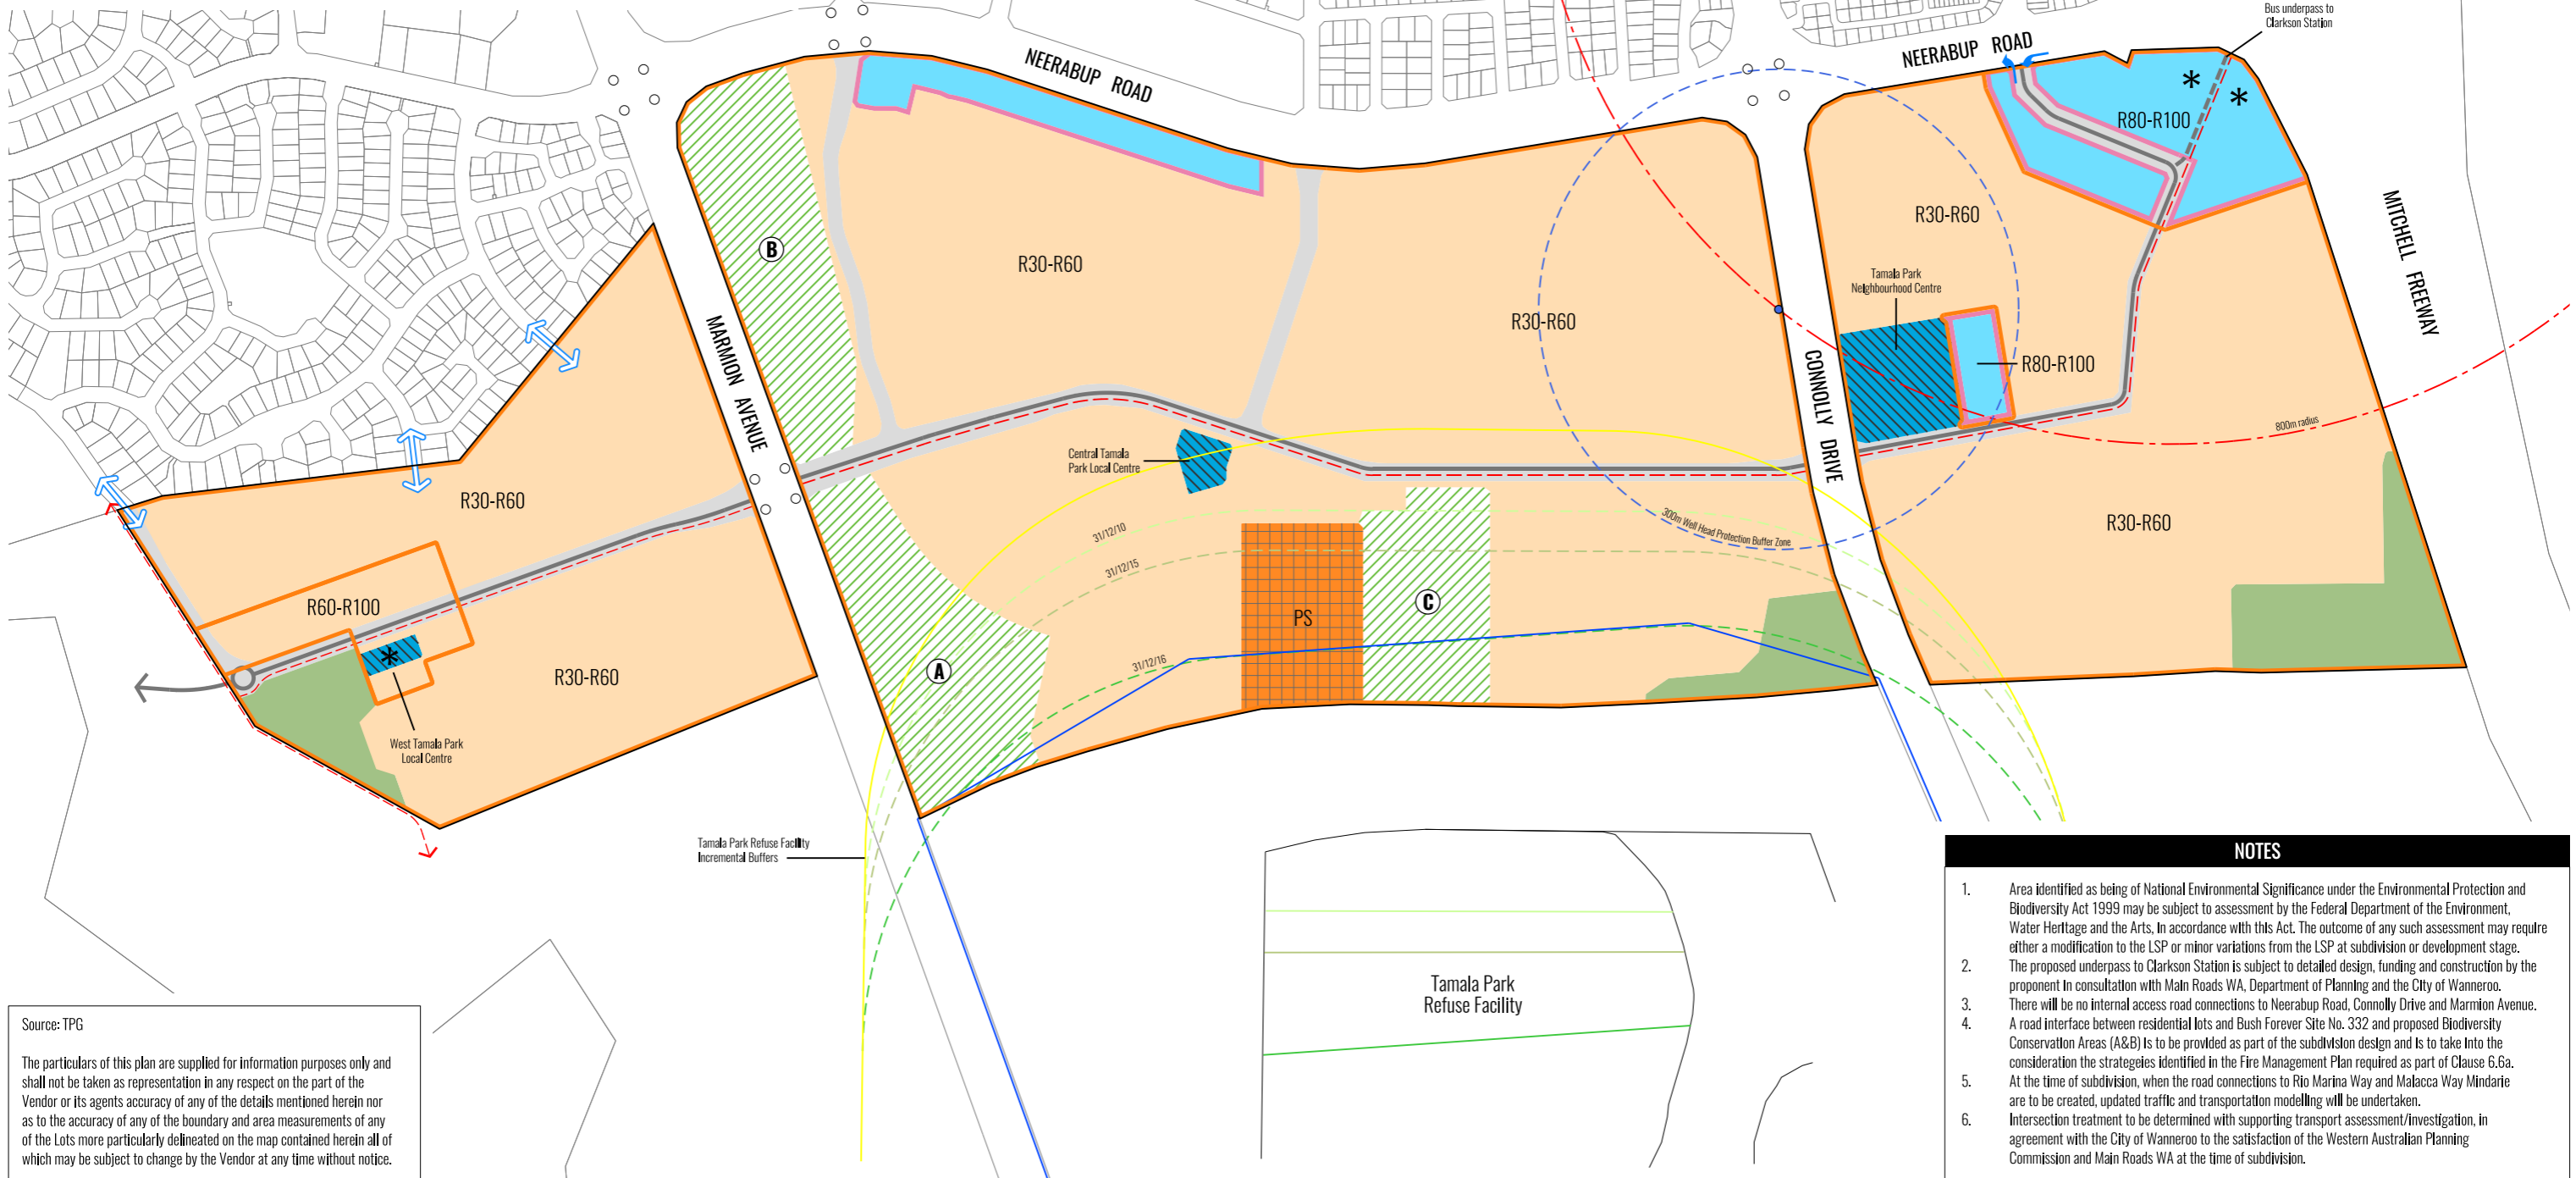 Bus underpass to
Clarkson Station
NEERABUP ROAD
NEERABUP ROAD
R80-R100
MITCHELL FREEWAY
R30-R60
B
R30-R60
Tamala Park
Neighbourhood Centre
R30-R60
MARMION AVENUE
CONNOLLY DRIVE
R80-R100
800m radius
Central Tamala
Park Local Centre
R30-R60
31/12/10
300m Well Head Protection Buffer Zone
R30-R60
31/12/15
R60-R100
C
PS
31/12/16
A
R30-R60
West Tamala Park
Local Centre
Tamala Park Refuse Facility
Incremental Buffers
Tamala Park
Refuse Facility
Source: TPG
The particulars of this plan are supplied for information purposes only and
shall not be taken as representation in any respect on the part of the
Vendor or its agents accuracy of any of the details mentioned herein nor
as to the accuracy of any of the boundary and area measurements of any
of the Lots more particularly delineated on the map contained herein all of
which may be subject to change by the Vendor at any time without notice.
NOTES
1. Area identified as being of National Environmental Significance under the Environmental Protection and
Biodiversity Act 1999 may be subject to assessment by the Federal Department of the Environment,
Water Heritage and the Arts, in accordance with this Act. The outcome of any such assessment may require
either a modification to the LSP or minor variations from the LSP at subdivision or development stage.
2. The proposed underpass to Clarkson Station is subject to detailed design, funding and construction by the
proponent in consultation with Main Roads WA, Department of Planning and the City of Wanneroo.
3. There will be no internal access road connections to Neerabup Road, Connolly Drive and Marmion Avenue.
4. A road interface between residential lots and Bush Forever Site No. 332 and proposed Biodiversity
Conservation Areas (A&B) is to be provided as part of the subdivision design and is to take into the
consideration the strategeies identified in the Fire Management Plan required as part of Clause 6.6a.
5. At the time of subdivision, when the road connections to Rio Marina Way and Malacca Way Mindarie
are to be created, updated traffic and transportation modelling will be undertaken.
6. Intersection treatment to be determined with supporting transport assessment/investigation, in
agreement with the City of Wanneroo to the satisfaction of the Western Australian Planning
Commission and Main Roads WA at the time of subdivision.